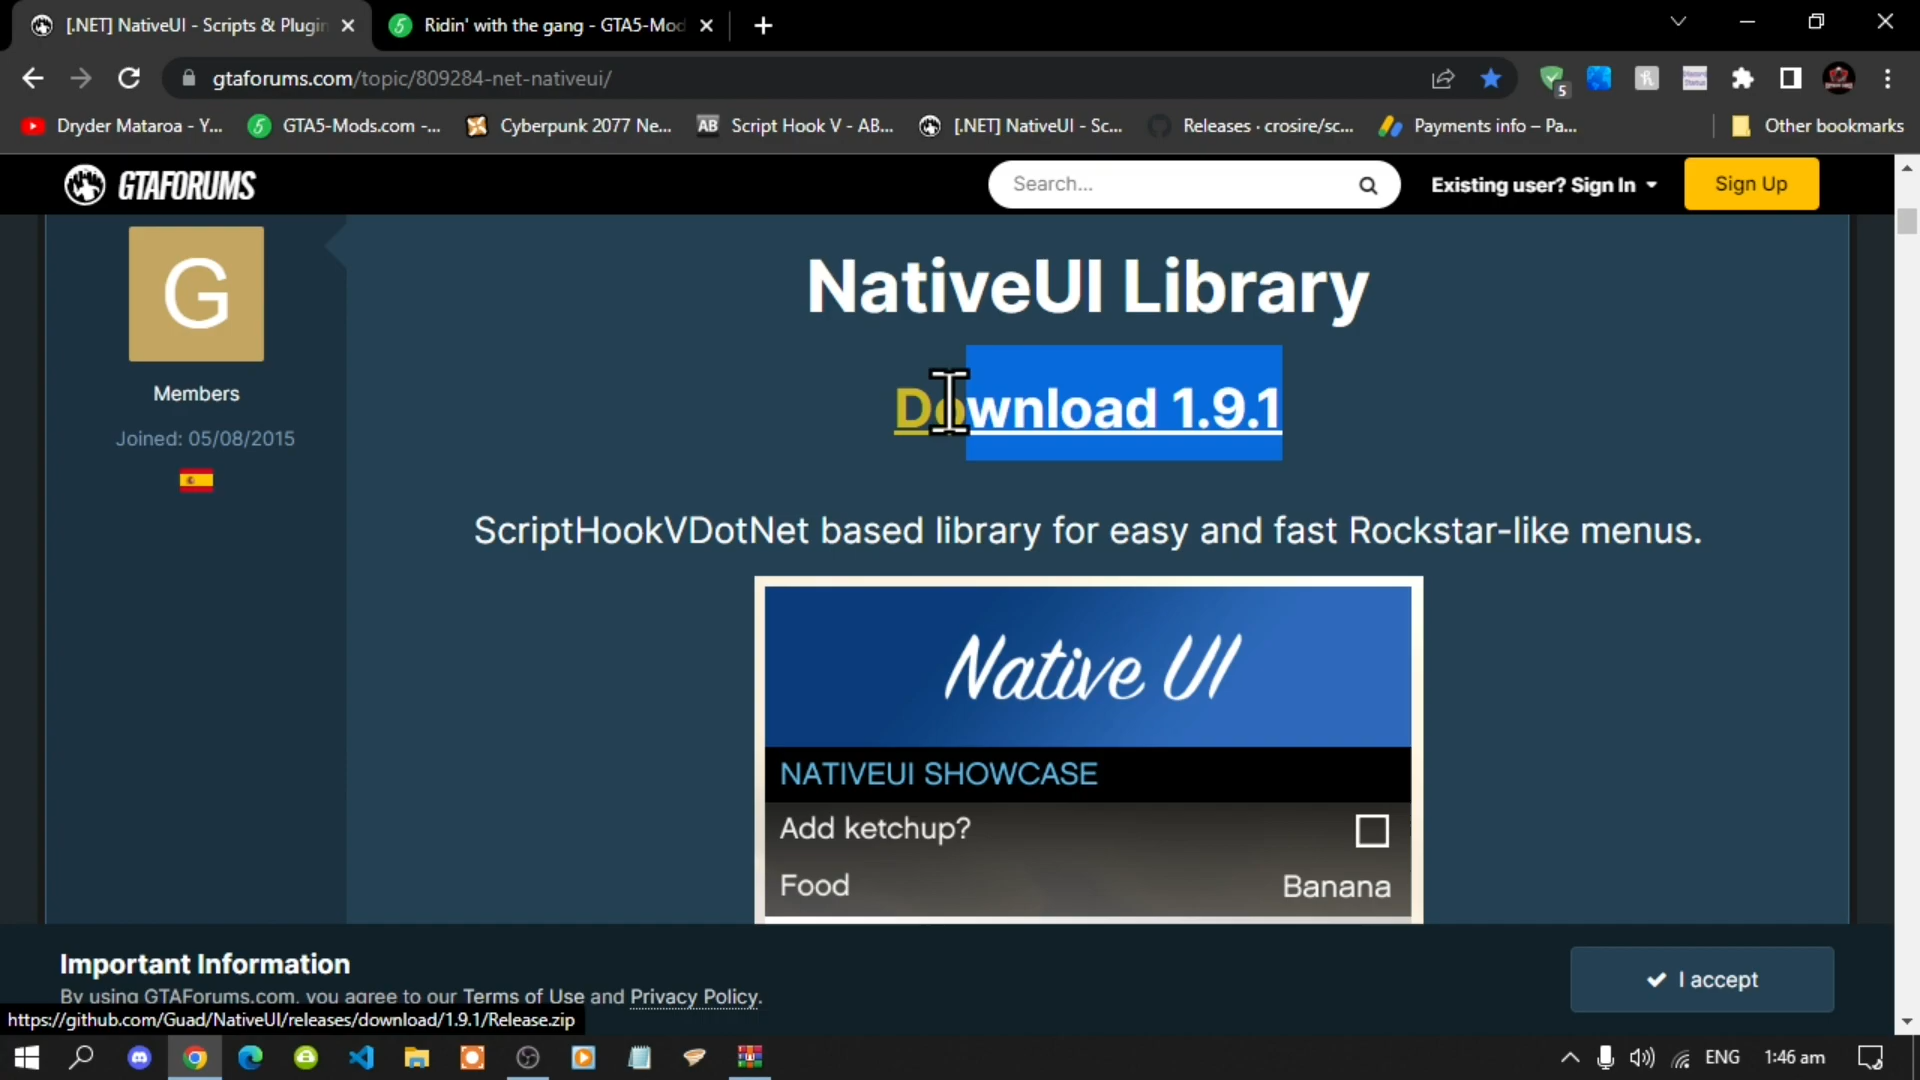 [.NET] NativeUI - Scripts & Plugin
Ridin' with the gang - GTA5-Mod
gtaforums.com/topic/809284-net-nativeui/
5
Dryder Mataroa - Y...
GTA5-Mods.com -...
Cyberpunk 2077 Ne...
AB
Script Hook V - AB...
[.NET] NativeUI - Sc...
Releases · crosire/sc...
Payments info – Pa...
Other bookmarks
GTAFORUMS
Search...
Existing user? Sign In
Sign Up
G
Members
Joined: 05/08/2015
NativeUI Library
Download 1.9.1
ScriptHookVDotNet based library for easy and fast Rockstar-like menus.
Native UI
NATIVEUI SHOWCASE
Add ketchup?
Food
Banana
Important Information
By using GTAForums.com, you agree to our Terms of Use and Privacy Policy.
I accept
https://github.com/Guad/NativeUI/releases/download/1.9.1/Release.zip
ENG
1:46 am